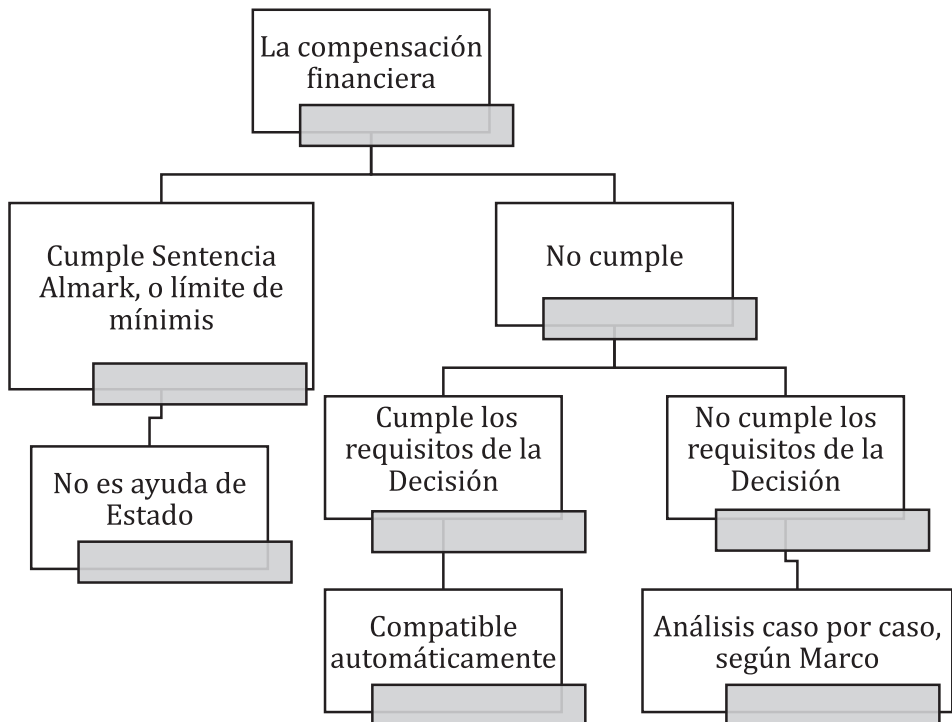 La compensación
financiera
Cumple Sentencia
Almark, o límite de
mínimis
No cumple
No es ayuda de
Estado
Cumple los
requisitos de la
Decisión
No cumple los
requisitos de la
Decisión
Compatible
automáticamente
Análisis caso por caso,
según Marco